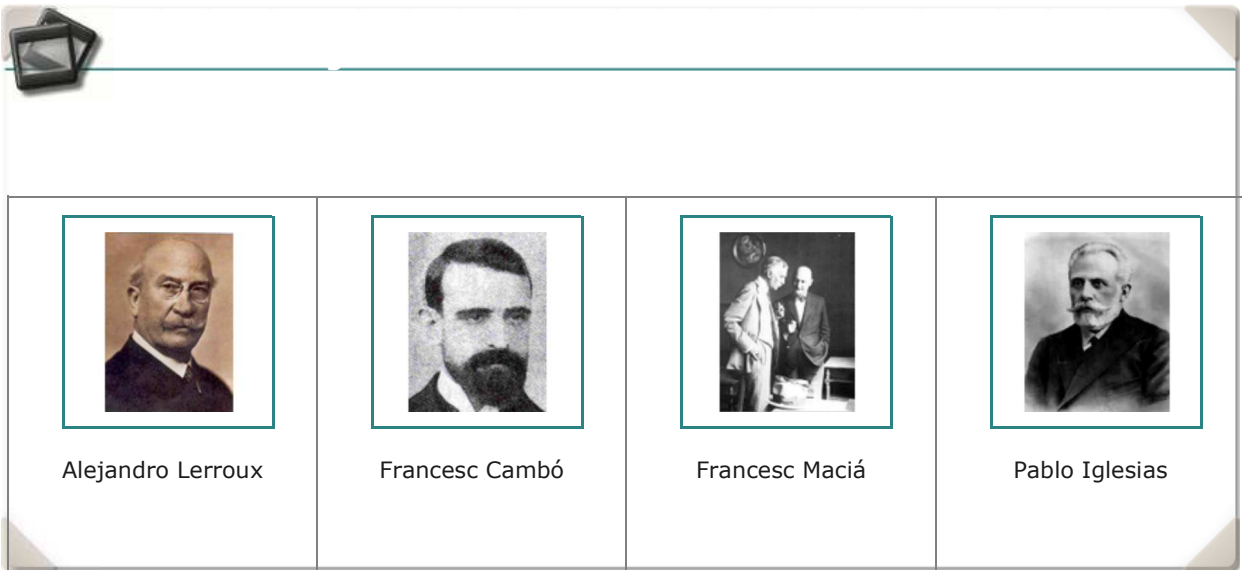 Alejandro Lerroux
Francesc Cambó
Francesc Maciá
Pablo Iglesias